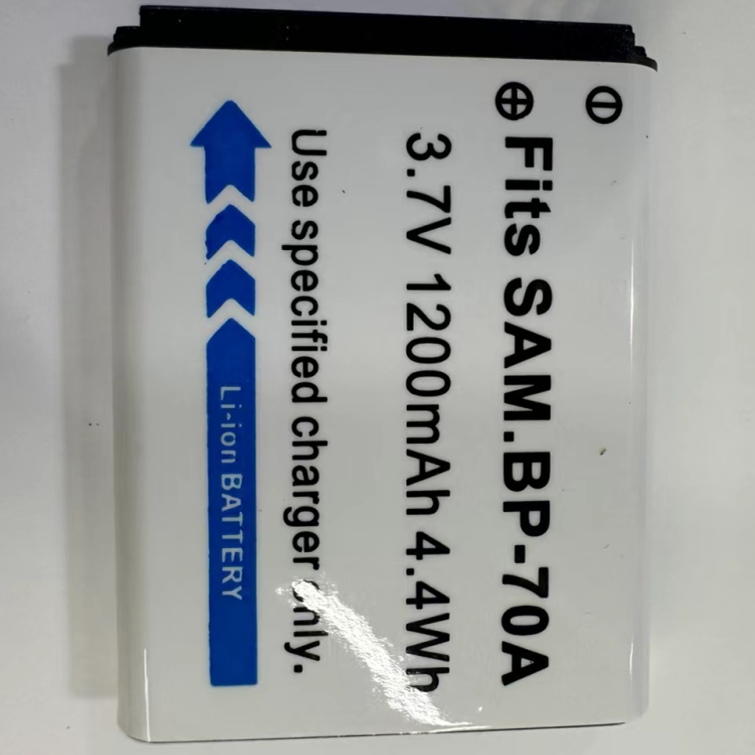 ⊖
⊕ Fits SAM.BP-70A
3.7V 1200mAh 4.4Wh
Use specified charger only.
Li-ion BATTERY